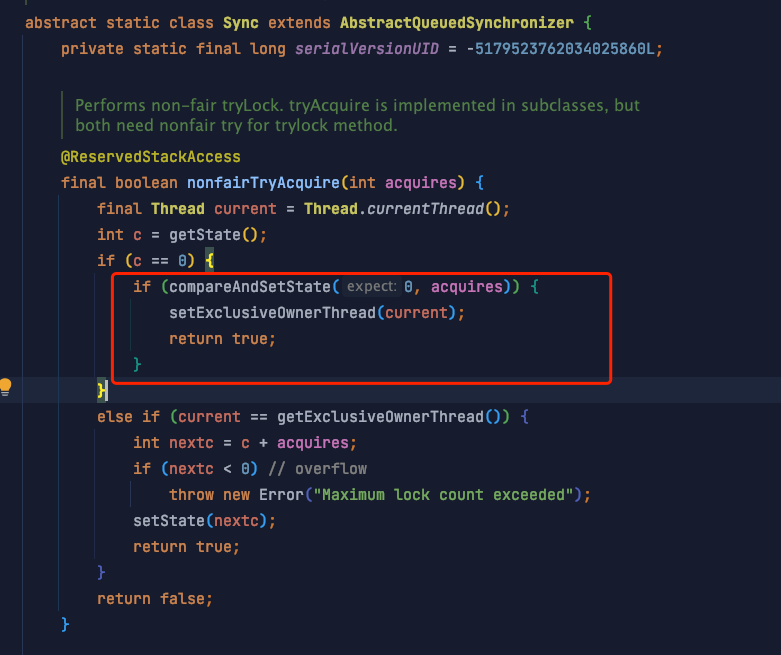 abstract static class Sync extends AbstractQueuedSynchronizer {
private static final long serialVersionUID = -5179523762034025860L;
Performs non-fair tryLock. tryAcquire is implemented in subclasses, but
both need nonfair try for trylock method.
@ReservedStackAccess
final boolean nonfairTryAcquire(int acquires) {
final Thread current = Thread.currentThread();
int c = getState();
if (c == 0) {
if (compareAndSetState( expect: 0, acquires)) {
setExclusiveOwnerThread(current);
return true;
}
}
else if (current == getExclusiveOwnerThread()) {
int nextc = c + acquires;
if (nextc < 0) // overflow
throw new Error("Maximum lock count exceeded");
setState(nextc);
return true;
}
return false;
}